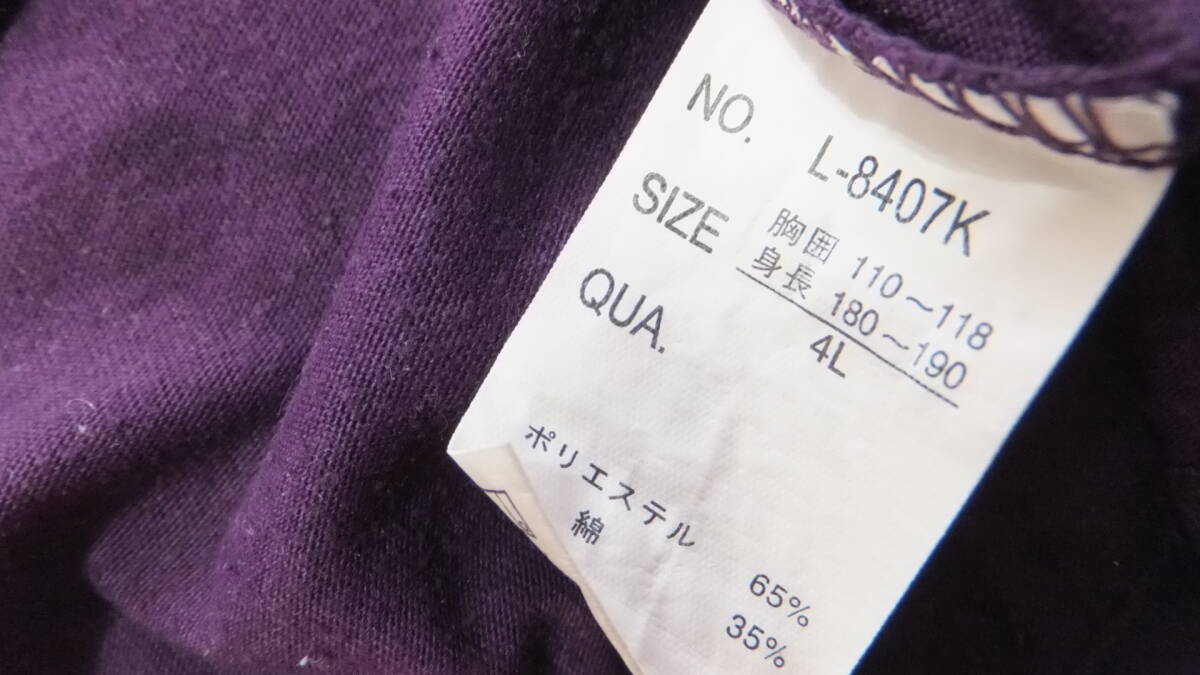 NO. L-8407K
SIZE 胸囲 110～118
身長 180～190
4L
QUA.
ポリエステル 65%
綿 35%